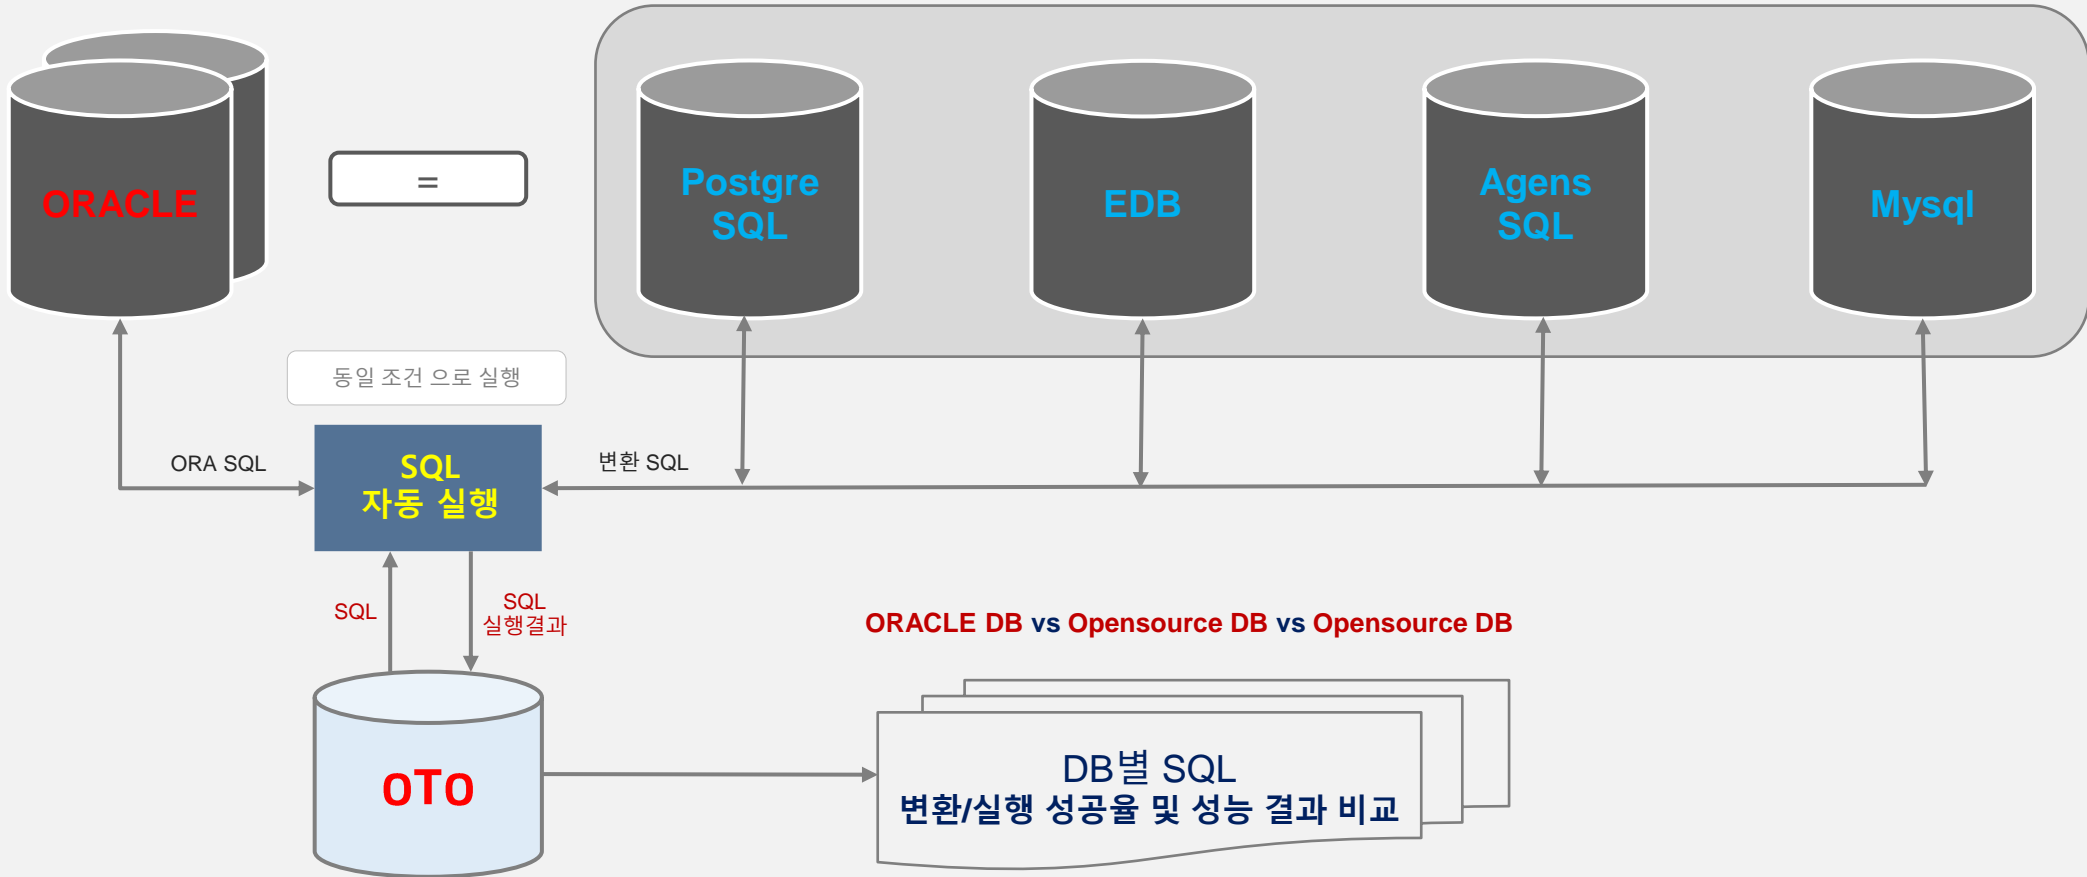 ORACLE
=
Postgre
SQL
EDB
Agens
SQL
Mysql
동일 조건 으로 실행
ORA SQL
SQL
자동 실행
변환 SQL
SQL
SQL
실행결과
ORACLE DB vs Opensource DB vs Opensource DB
OTO
DB별 SQL
변환/실행 성공율 및 성능 결과 비교